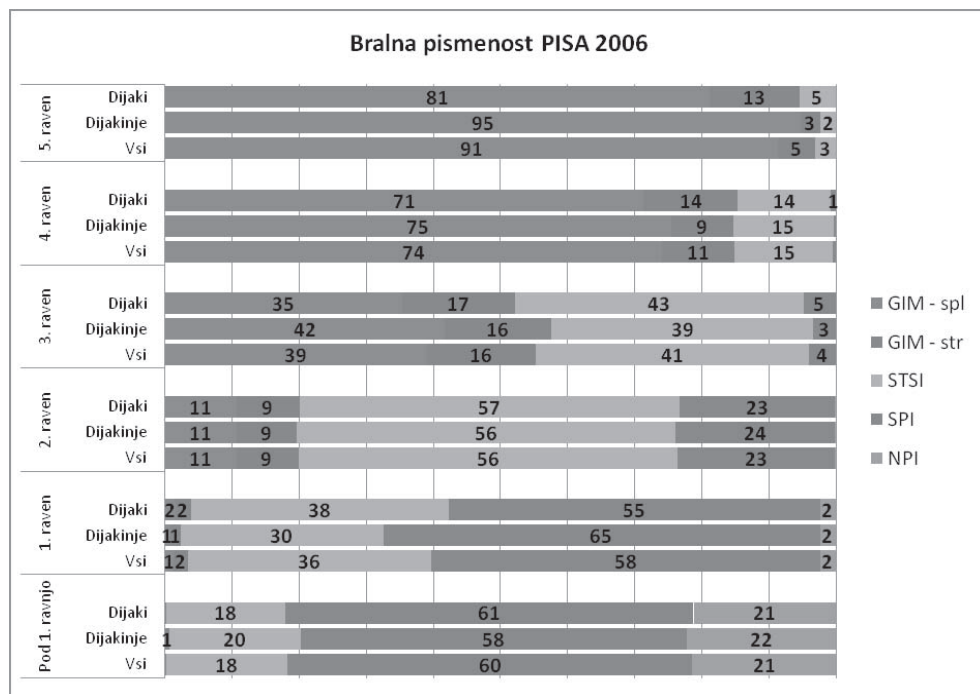 Bralna pismenost PISA 2006
5. raven
Dijaki 81 13 5
Dijakinje 95 3 2
Vsi 91 5 3
4. raven
Dijaki 71 14 14 1
Dijakinje 75 9 15
Vsi 74 11 15
3. raven
Dijaki 35 17 43 5
Dijakinje 42 16 39 3
Vsi 39 16 41 4
2. raven
Dijaki 11 9 57 23
Dijakinje 11 9 56 24
Vsi 11 9 56 23
1. raven
Dijaki 2 2 38 55 2
Dijakinje 1 1 30 65 2
Vsi 1 2 36 58 2
Pod 1. ravnjo
Dijaki 18 61 21
Dijakinje 1 20 58 22
Vsi 18 60 21
GIM - spl
GIM - str
STSI
SPI
NPI